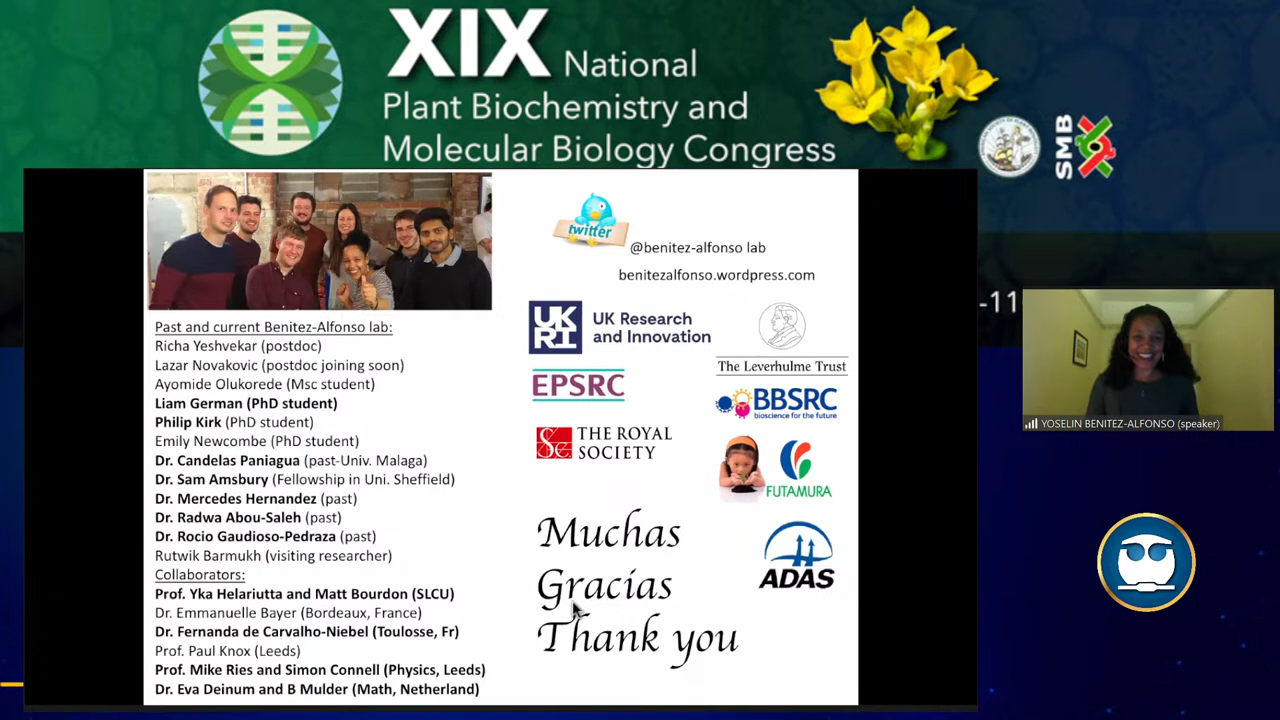 XIX National
Plant Biochemistry and
Molecular Biology Congress
SMB
twitter
@benitez-alfonso lab
benitezalfonso.wordpress.com
UK
RI
UK Research
and Innovation
The Leverhulme Trust
EPSRC
BBSRC
bioscience for the future
THE ROYAL
SOCIETY
FUTAMURA
ADAS
Muchas
Gracias
Thank you
Past and current Benitez-Alfonso lab:
Richa Yeshvekar (postdoc)
Lazar Novakovic (postdoc joining soon)
Ayomide Olukorede (Msc student)
Liam German (PhD student)
Philip Kirk (PhD student)
Emily Newcombe (PhD student)
Dr. Candelas Paniagua (past-Univ. Malaga)
Dr. Sam Amsbury (Fellowship in Uni. Sheffield)
Dr. Mercedes Hernandez (past)
Dr. Radwa Abou-Saleh (past)
Dr. Rocio Gaudioso-Pedraza (past)
Rutwik Barmukh (visiting researcher)
Collaborators:
Prof. Yka Helariutta and Matt Bourdon (SLCU)
Dr. Emmanuelle Bayer (Bordeaux, France)
Dr. Fernanda de Carvalho-Niebel (Toulosse, Fr)
Prof. Paul Knox (Leeds)
Prof. Mike Ries and Simon Connell (Physics, Leeds)
Dr. Eva Deinum and B Mulder (Math, Netherland)
-11
YOSELIN BENITEZ-ALFONSO (speaker)